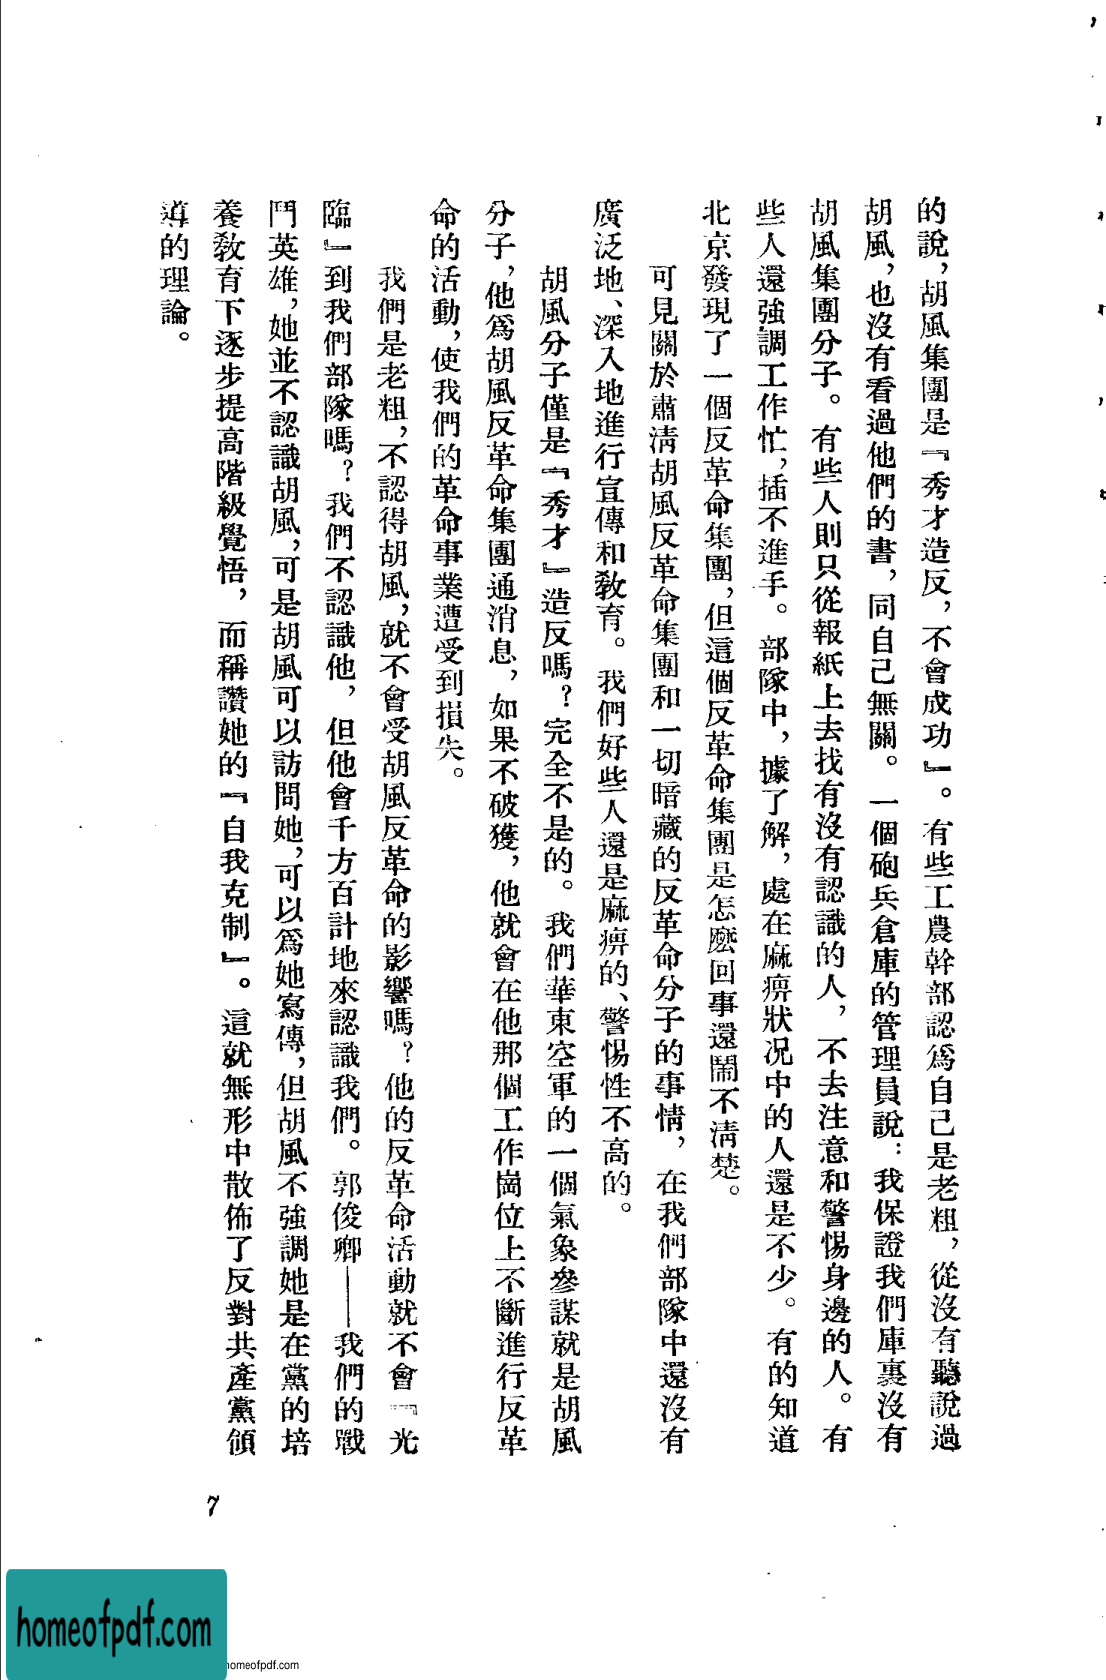 的說，胡風集團是『秀才造反，不會成功』。有些工農幹部認爲自己是老粗，從沒有聽說過
胡風，也沒有看過他們的書，同自己無關。一個砲兵倉庫的管理員說：我保證我們庫裏沒有
胡風集團分子。有些人則只從報紙上去找有沒有認識的人，不去注意和警惕身邊的人。有
些人還強調工作忙，插不進手。部隊中，據了解，處在麻痹狀況中的人還是不少。有的知道
北京發現了一個反革命集團，但這個反革命集團是怎麽回事還鬧不清楚。
可見關於肅清胡風反革命集團和一切暗藏的反革命分子的事情，在我們部隊中還沒有
廣泛地、深入地進行宣傳和敎育。我們好些人還是麻痹的、警惕性不高的。
胡風分子僅是『秀才』造反嗎？完全不是的。我們華東空軍的一個氣象參謀就是胡風
分子，他爲胡風反革命集團通消息，如果不破獲，他就會在他那個工作崗位上不斷進行反革
命的活動，使我們的革命事業遭受到損失。
我們是老粗，不認得胡風，就不會受胡風反革命的影響嗎？他的反革命活動就不會『光
臨』到我們部隊嗎？我們不認識他，但他會千方百計地來認識我們。郭俊卿——我們的戰
鬥英雄，她並不認識胡風，可是胡風可以訪問她，可以爲她寫傳，但胡風不強調她是在黨的培
養敎育下逐步提高階級覺悟，而稱讚她的『自我克制』。這就無形中散佈了反對共產黨領
導的理論。
7
homeofpdf.com
homeofpdf.com